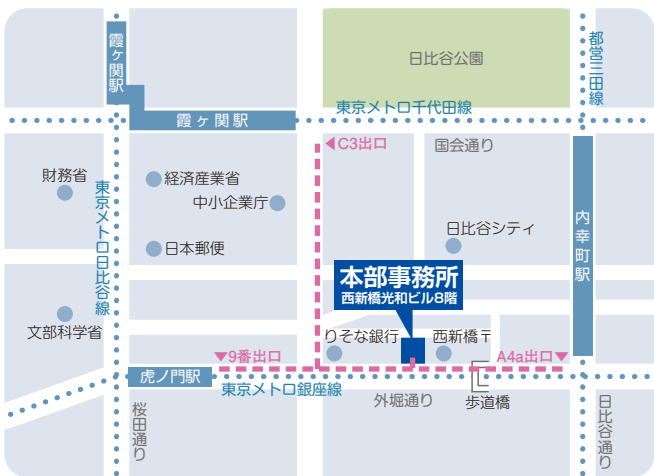 霞ヶ関駅
日比谷公園
都営三田線
東京メトロ千代田線
霞ヶ関駅
C3出口
国会通り
財務省
経済産業省
中小企業庁
東京メトロ日比谷線
日比谷シティ
内幸町駅
日本郵便
本部事務所
西新橋光和ビル8階
文部科学省
りそな銀行
西新橋〒
9番出口
A4a出口
虎ノ門駅
東京メトロ銀座線
外堀通り
歩道橋
桜田通り
日比谷通り